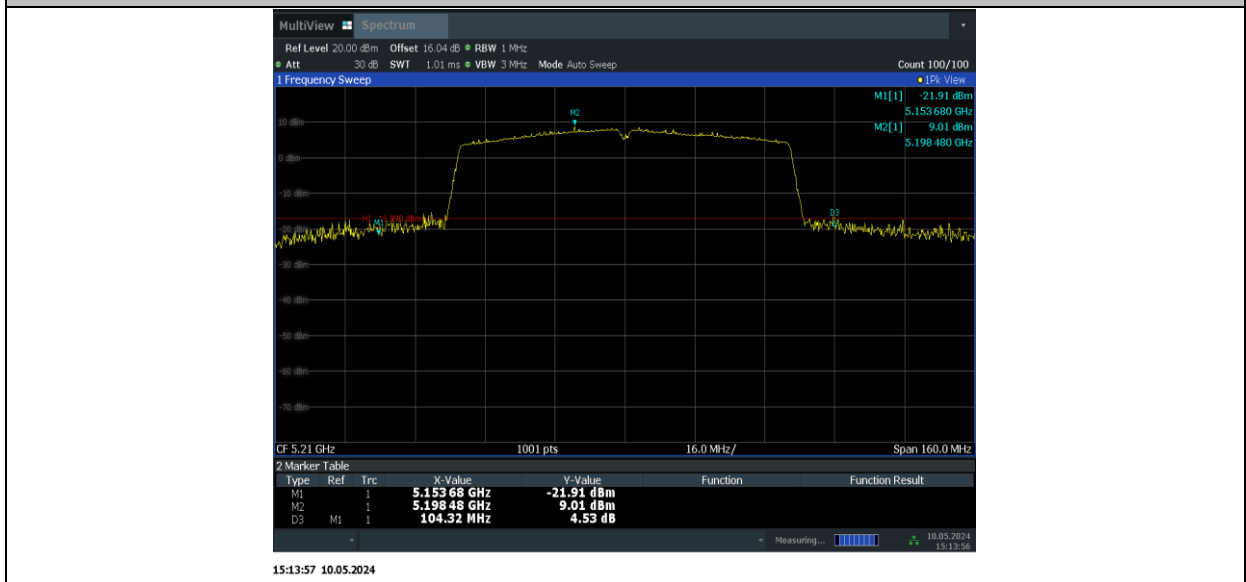 MultiView Spectrum
Ref Level 20.00 dBm Offset 16.04 dB RBW 1 MHz
Att 30 dB SWT 1.01 ms VBW 3 MHz Mode Auto Sweep Count 100/100
1 Frequency Sweep 1Pk View
M1[1] -21.91 dBm
5.153 680 GHz
M2[1] 9.01 dBm
5.198 480 GHz
M2
10 dBm
0 dBm
-10 dBm
D3
H1
M1
-20 dBm
-30 dBm
-40 dBm
-50 dBm
-60 dBm
-70 dBm
CF 5.21 GHz 1001 pts 16.0 MHz/ Span 160.0 MHz
2 Marker Table
Type Ref Trc X-Value Y-Value Function Function Result
M1 1 5.153 68 GHz -21.91 dBm
M2 1 5.198 48 GHz 9.01 dBm
D3 M1 1 104.32 MHz 4.53 dB
Measuring... 10.05.2024
15:13:56
15:13:57 10.05.2024